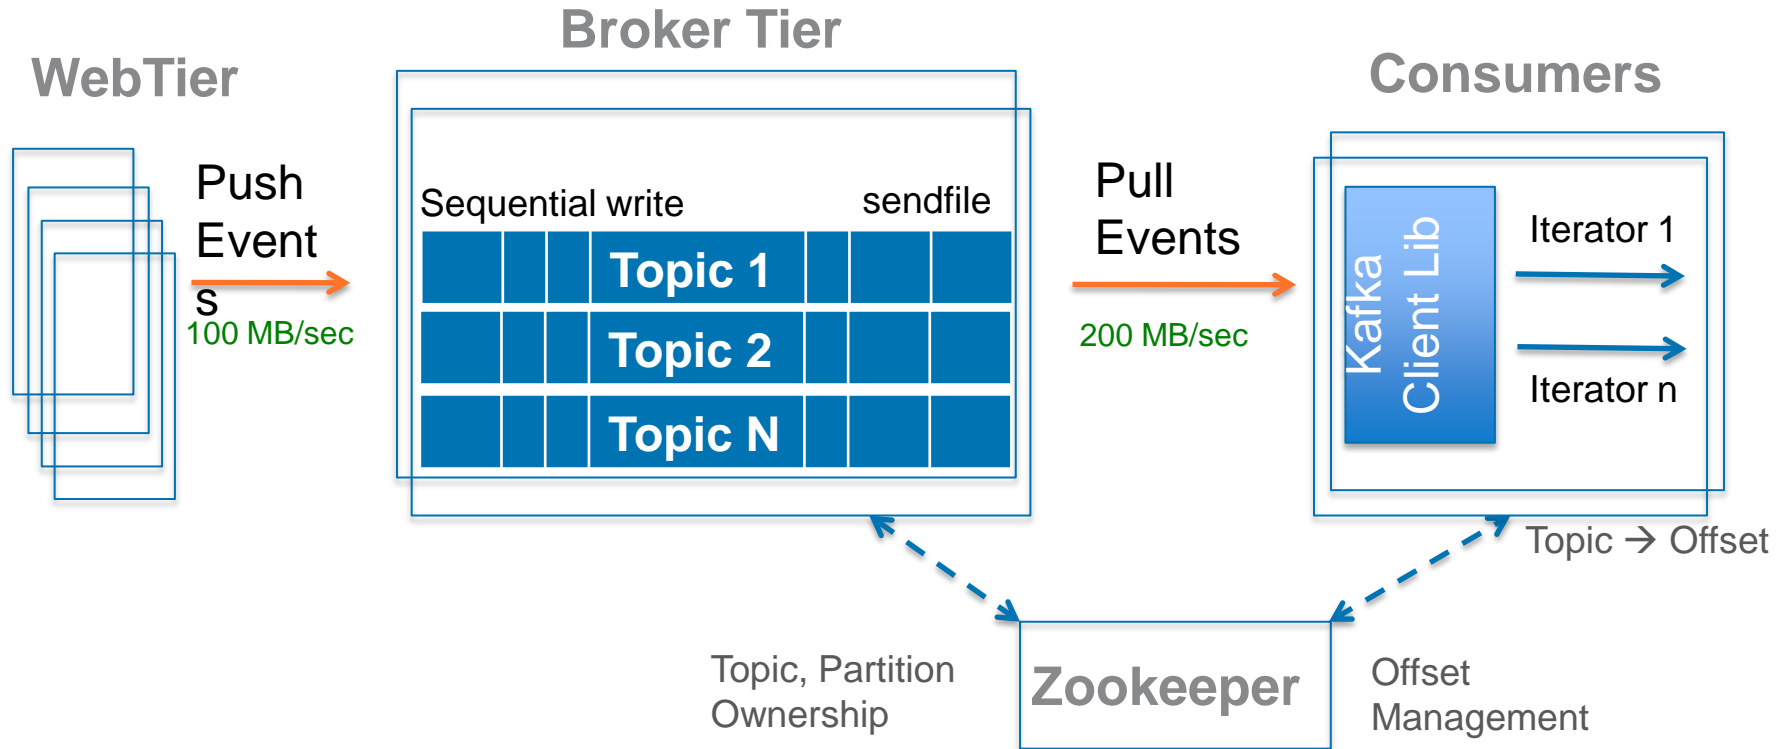 Broker Tier
WebTier
Consumers
Push
Event
s
100 MB/sec
Sequential write
sendfile
Topic 1
Topic 2
Topic N
Pull
Events
200 MB/sec
Kafka
Client Lib
Iterator 1
Iterator n
Topic → Offset
Topic, Partition
Ownership
Zookeeper
Offset
Management